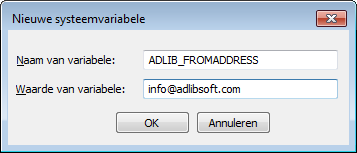 Nieuwe systeemvariabele
Naam van variabele: ADLIB_FROMADDRESS
Waarde van variabele: info@adlibsoft.com
OK Annuleren